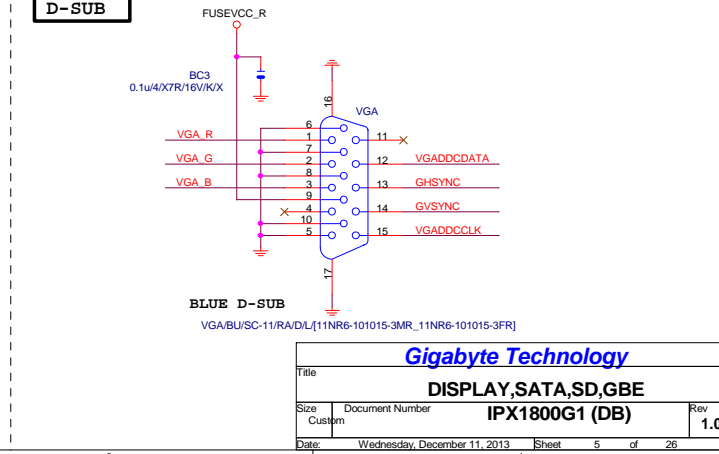 D-SUB
FUSEVCC_R
BC3
0.1u/4/X7R/16V/K/X
16
VGA
6
VGA_R 1 11
7
VGA_G 2 12 VGADDCDATA
8
VGA_B 3 13 GHSYNC
9
4 14 GVSYNC
10
5 15 VGADDCCLK
17
BLUE D-SUB
VGA/BU/SC-11/RA/D/L/[11NR6-101015-3MR_11NR6-101015-3FR]
Gigabyte Technology
Title
DISPLAY,SATA,SD,GBE
Size Document Number Rev
Custom IPX1800G1 (DB) 1.0
Date: Wednesday, December 11, 2013 Sheet 5 of 26